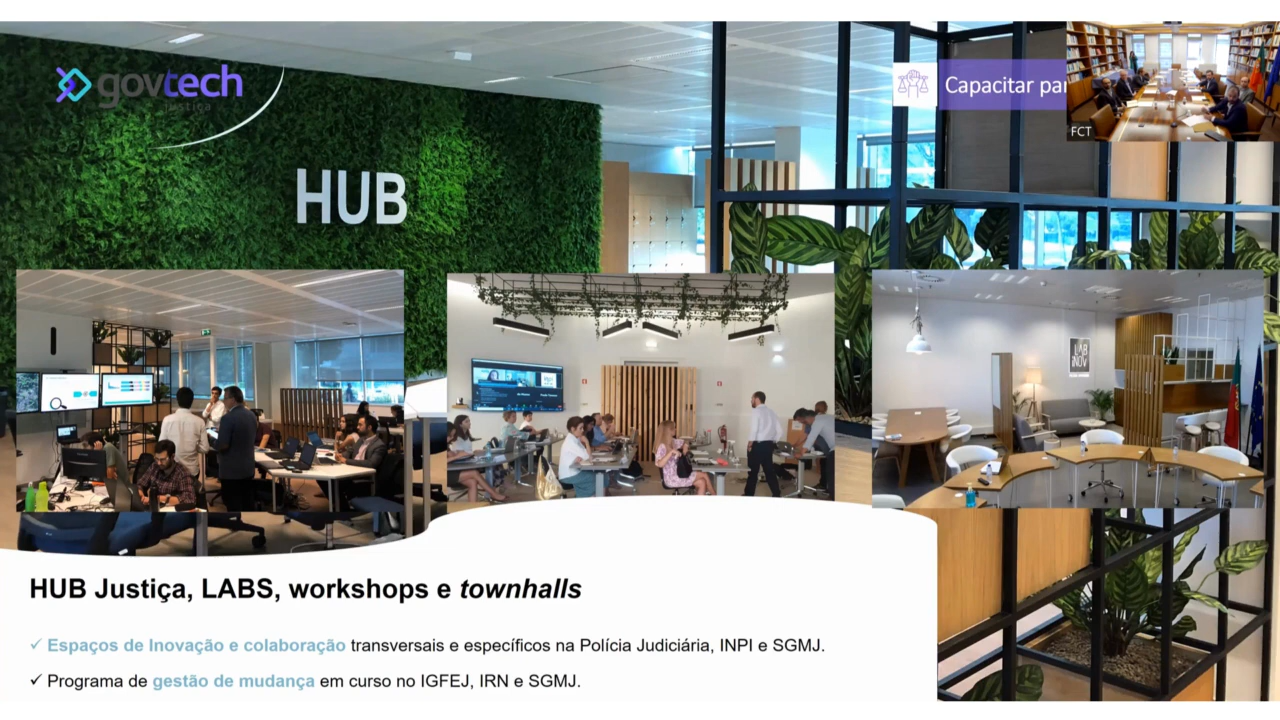 govtech
justiça
Capacitar par
FCT
HUB
LAB
INOV
HUB Justiça, LABS, workshops e townhalls
✓ Espaços de Inovação e colaboração transversais e específicos na Polícia Judiciária, INPI e SGMJ.
✓ Programa de gestão de mudança em curso no IGFEJ, IRN e SGMJ.